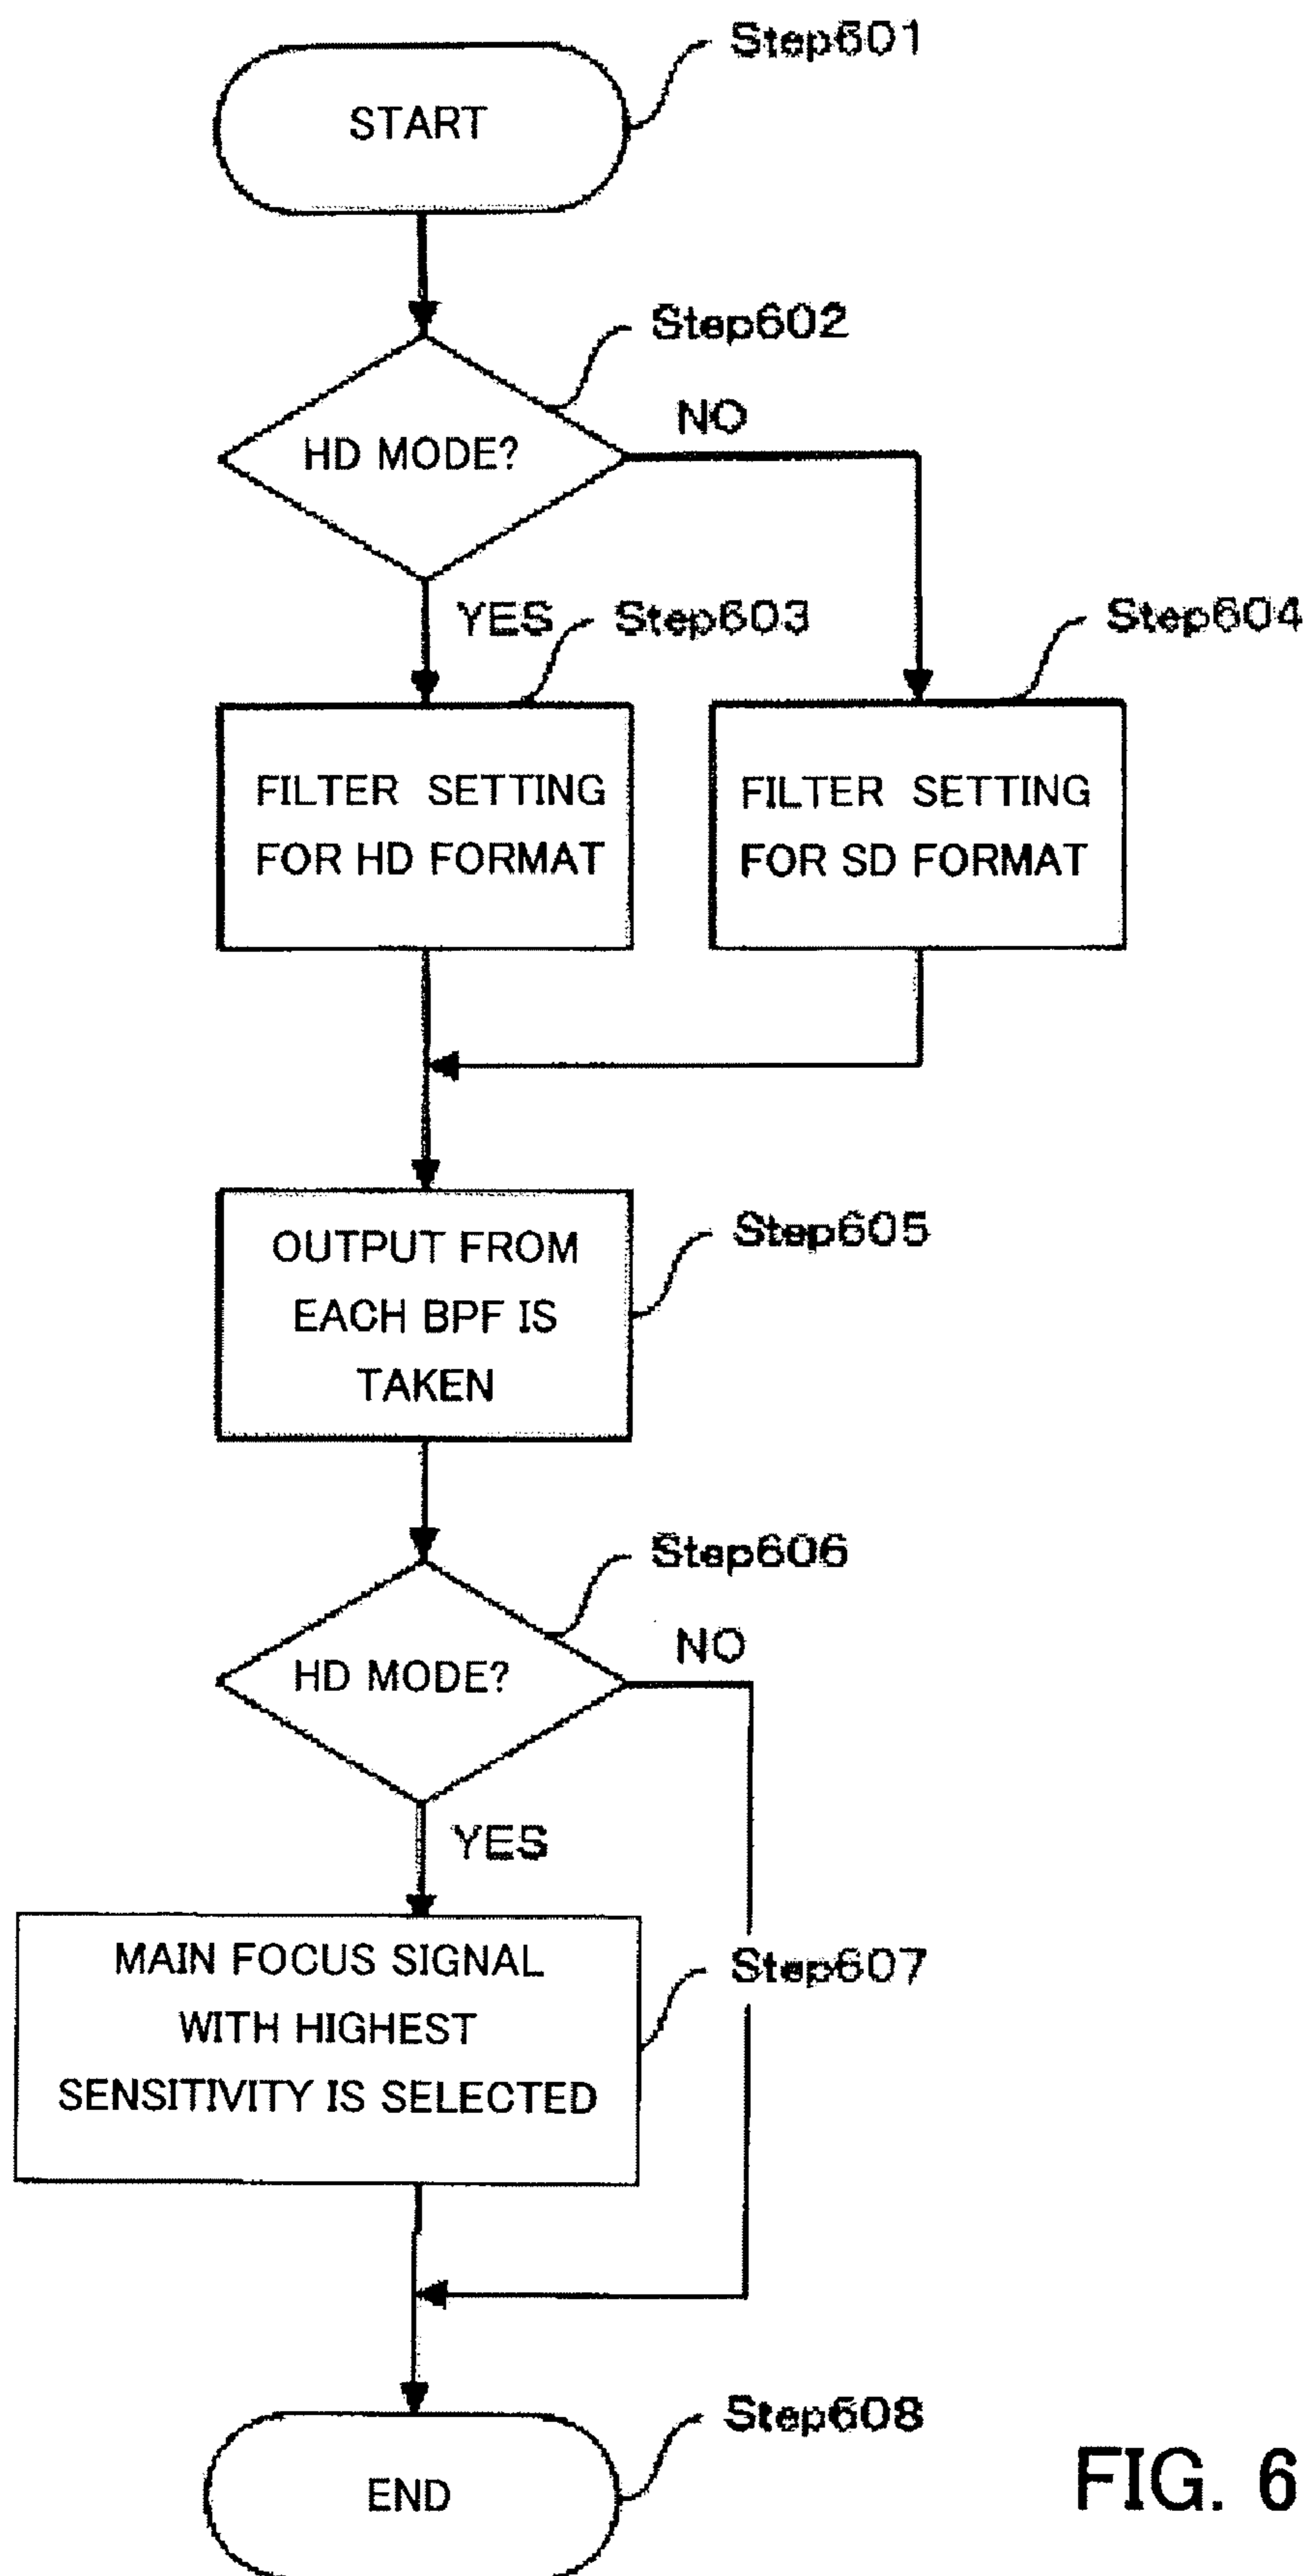 Step601
START
Step602
HD MODE?
NO
YES
Step603
Step604
FILTER SETTING
FOR HD FORMAT
FILTER SETTING
FOR SD FORMAT
OUTPUT FROM
EACH BPF IS
TAKEN
Step605
Step606
HD MODE?
NO
YES
MAIN FOCUS SIGNAL
WITH HIGHEST
SENSITIVITY IS SELECTED
Step607
Step608
END
FIG. 6